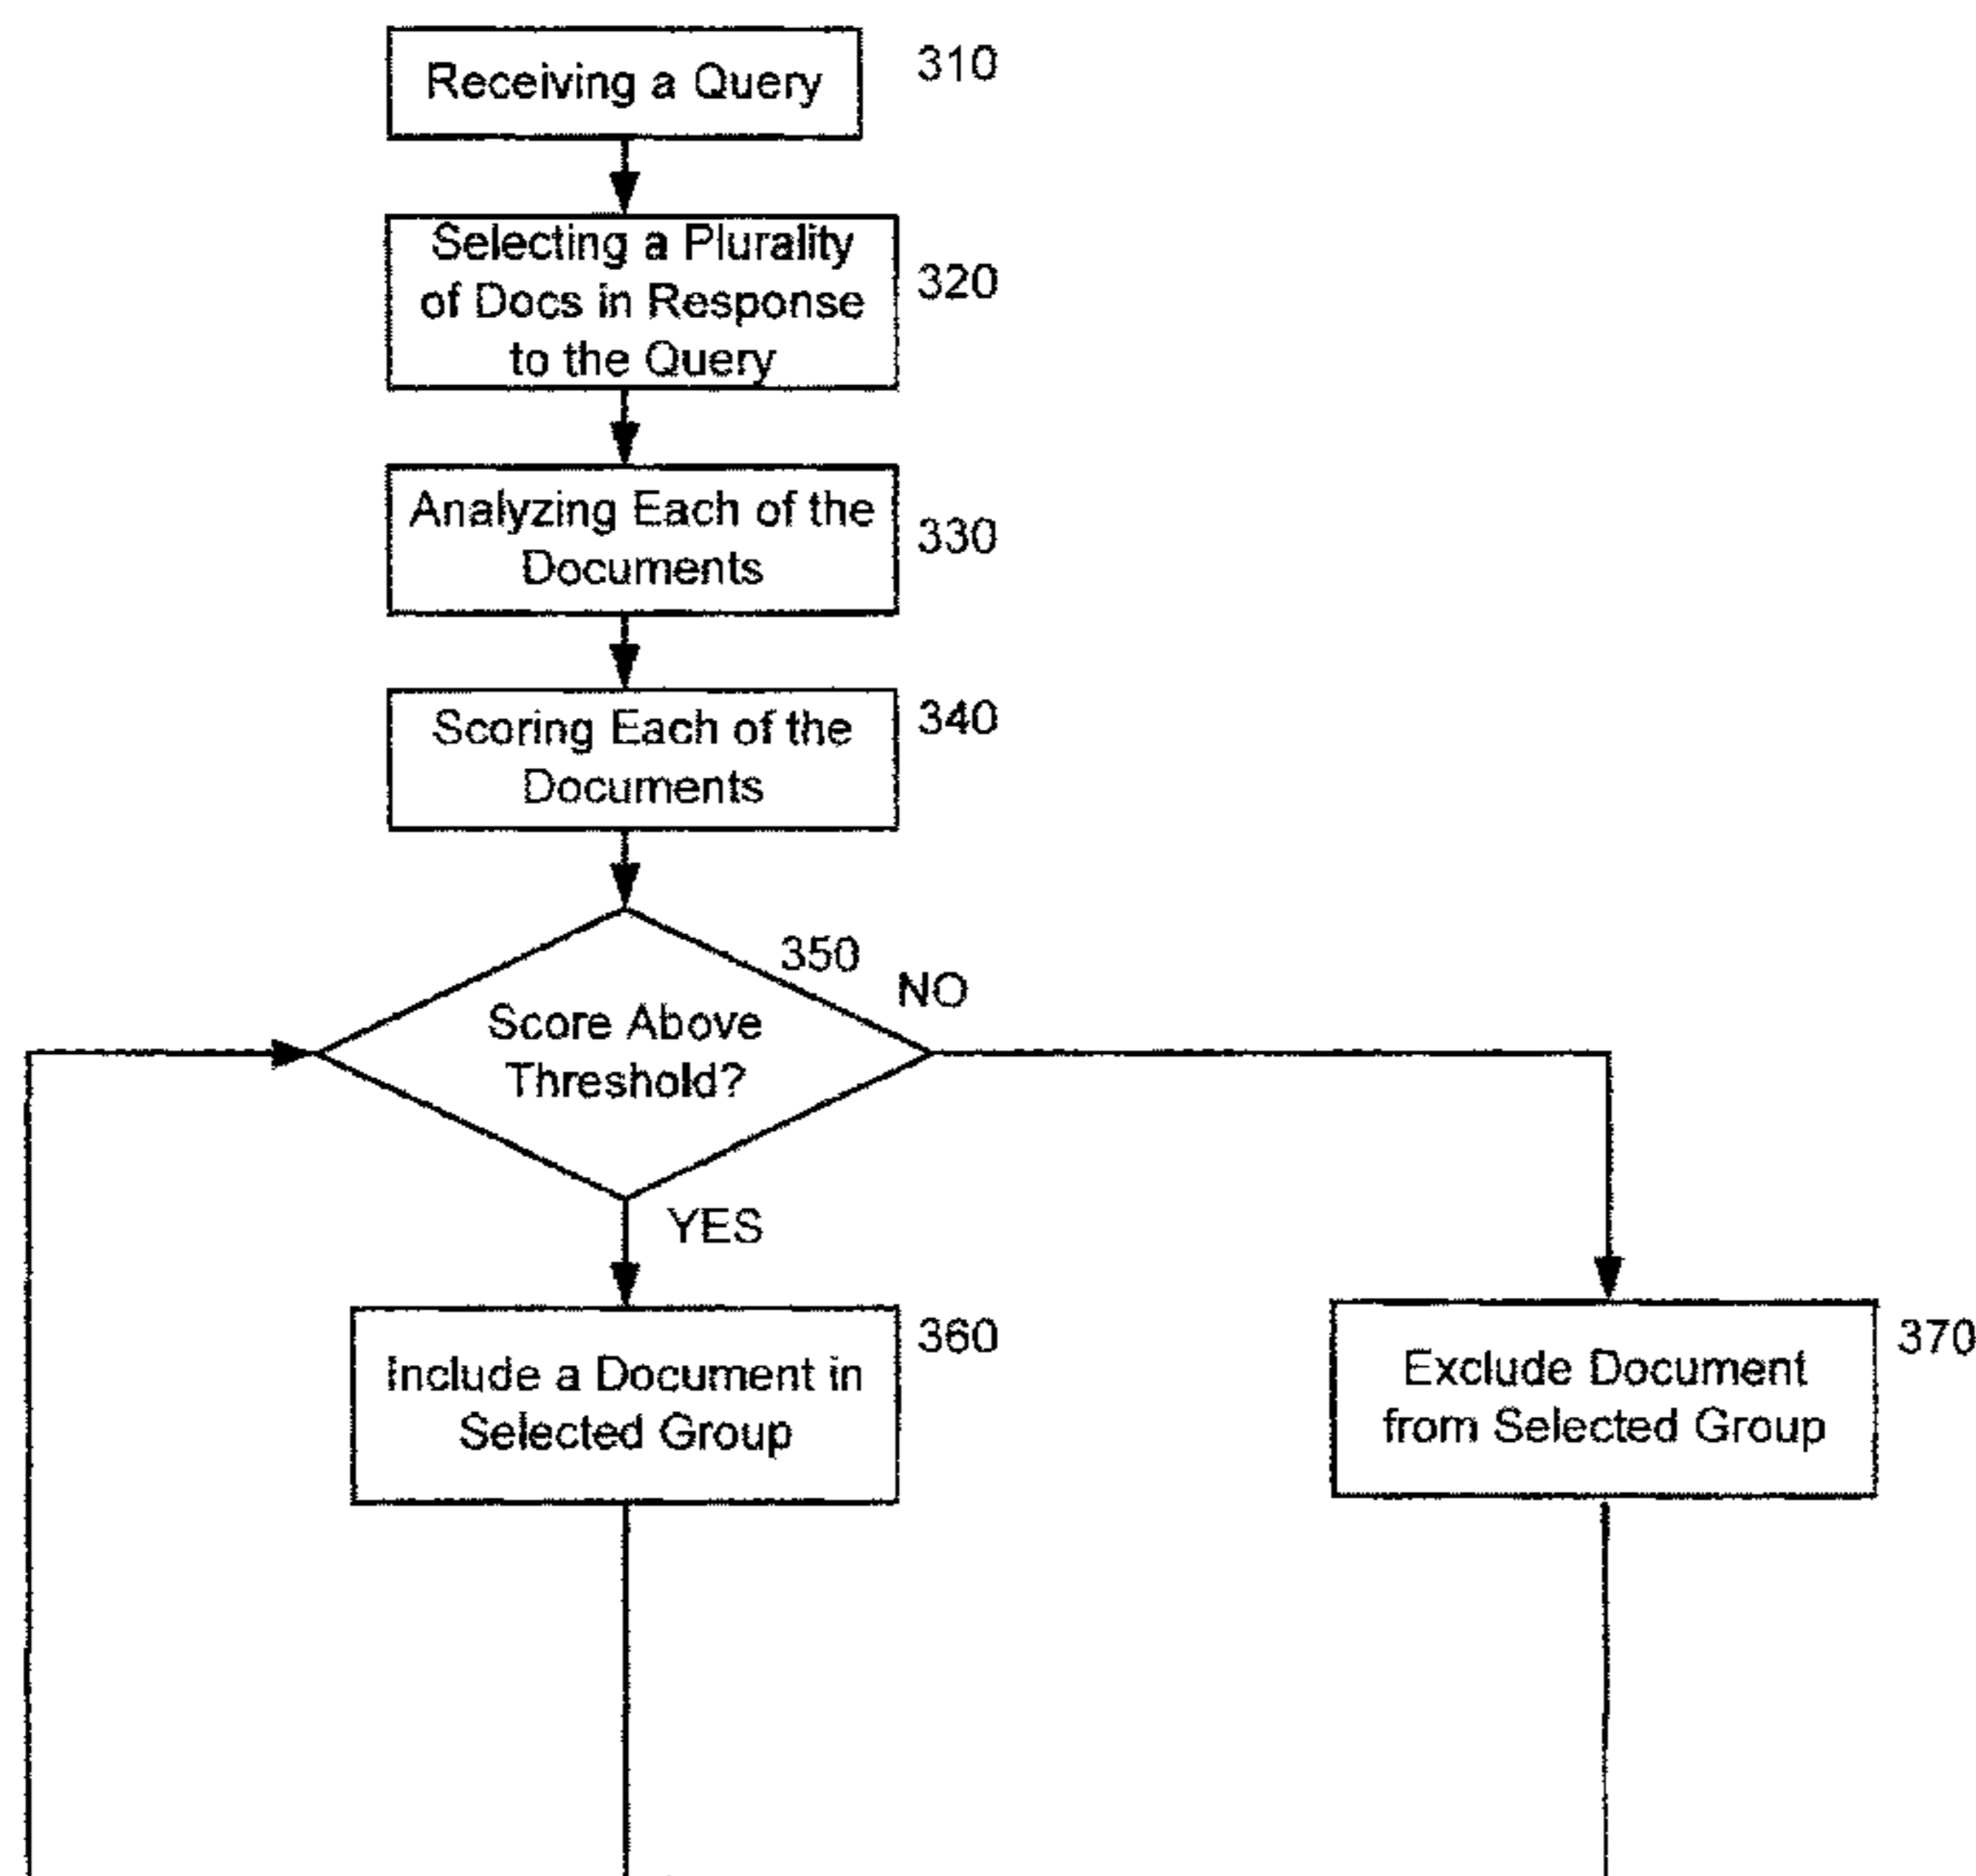 Receiving a Query
310
Selecting a Plurality
of Docs in Response
to the Query
320
Analyzing Each of the
Documents
330
Scoring Each of the
Documents
340
350
NO
Score Above
Threshold?
YES
Include a Document in
Selected Group
360
Exclude Document
from Selected Group
370